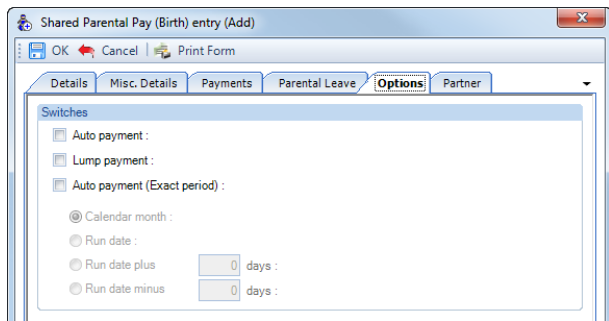 Shared Parental Pay (Birth) entry (Add)
OK Cancel Print Form
Details Misc. Details Payments Parental Leave Options Partner
Switches
Auto payment :
Lump payment :
Auto payment (Exact period) :
Calendar month :
Run date :
Run date plus 0 days :
Run date minus 0 days :